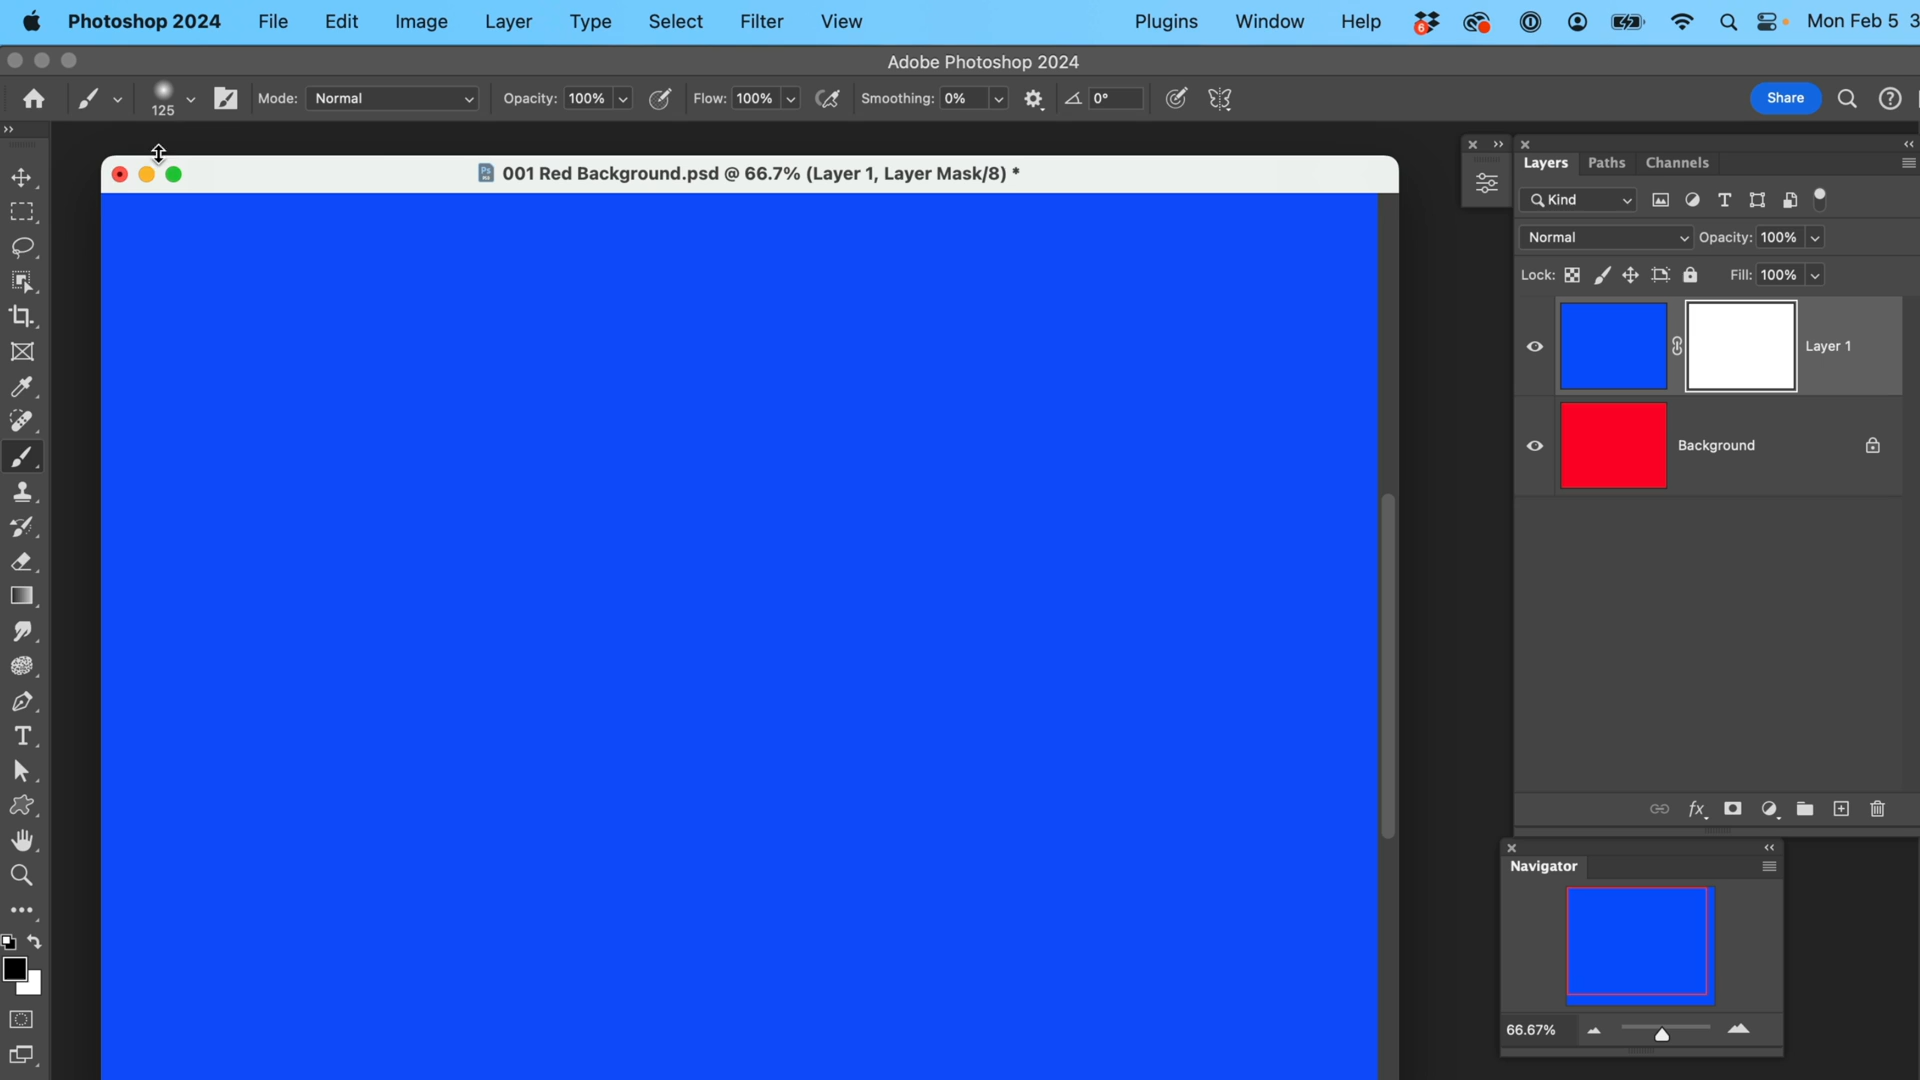 Photoshop 2024 File Edit Image Layer Type Select Filter View Plugins Window Help 6 Mon Feb 5 3
Adobe Photoshop 2024
125 Mode: Normal Opacity: 100% Flow: 100% Smoothing: 0% 0° Share
001 Red Background.psd @ 66.7% (Layer 1, Layer Mask/8) *
Layers Paths Channels
Kind
Normal Opacity: 100%
Lock: Fill: 100%
Layer 1
Background
fx
Navigator
66.67%